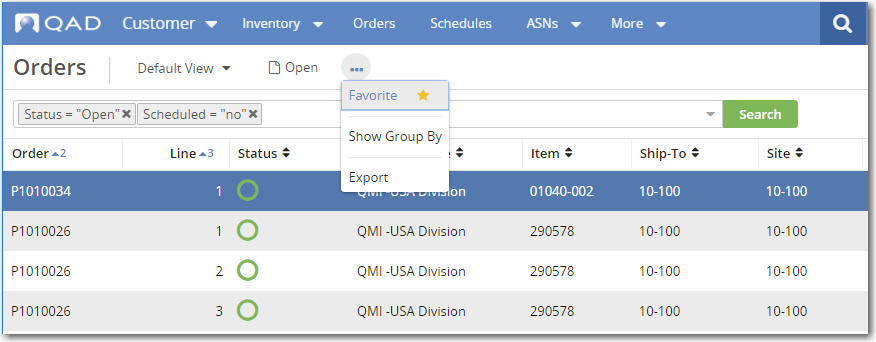 QAD Customer Inventory Orders Schedules ASNs More
Orders Default View Open ...
Favorite
Status = "Open" Scheduled = "no" Search
Show Group By
Order 2 Line 3 Status e Item Ship-To Site
Export
P1010034 1 QMI -USA Division 01040-002 10-100 10-100
P1010026 1 QMI -USA Division 290578 10-100 10-100
P1010026 2 QMI -USA Division 290578 10-100 10-100
P1010026 3 QMI -USA Division 290578 10-100 10-100